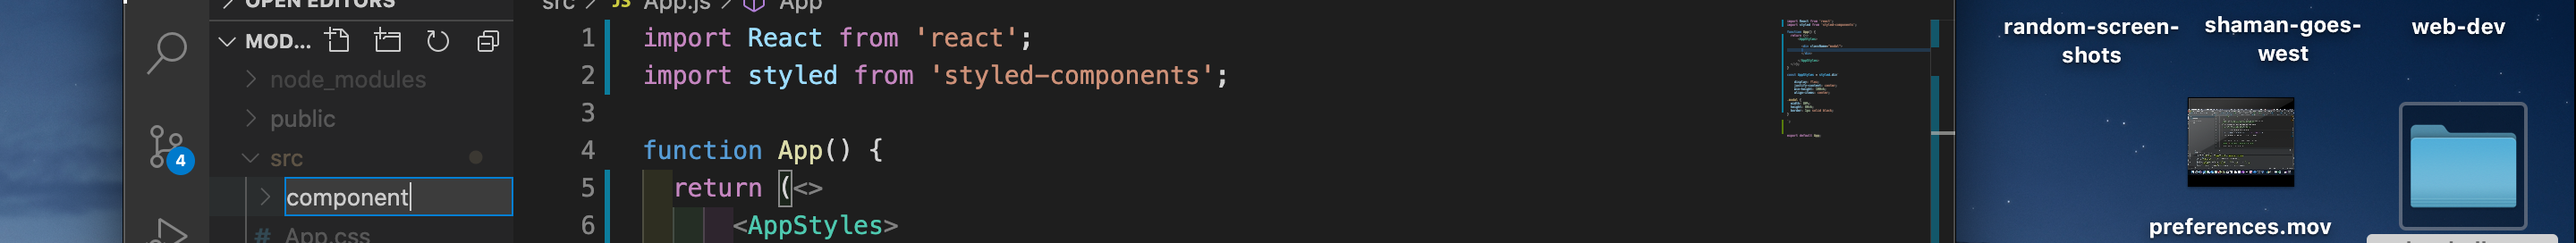 OPEN EDITORS
MOD...
node_modules
public
src
component
# App.css
4
src / JS App.js / App
1 import React from 'react';
2 import styled from 'styled-components';
3
4 function App() {
5 return (<>
6 <AppStyles>
random-screen-
shots
shaman-goes-
west
web-dev
preferences.mov